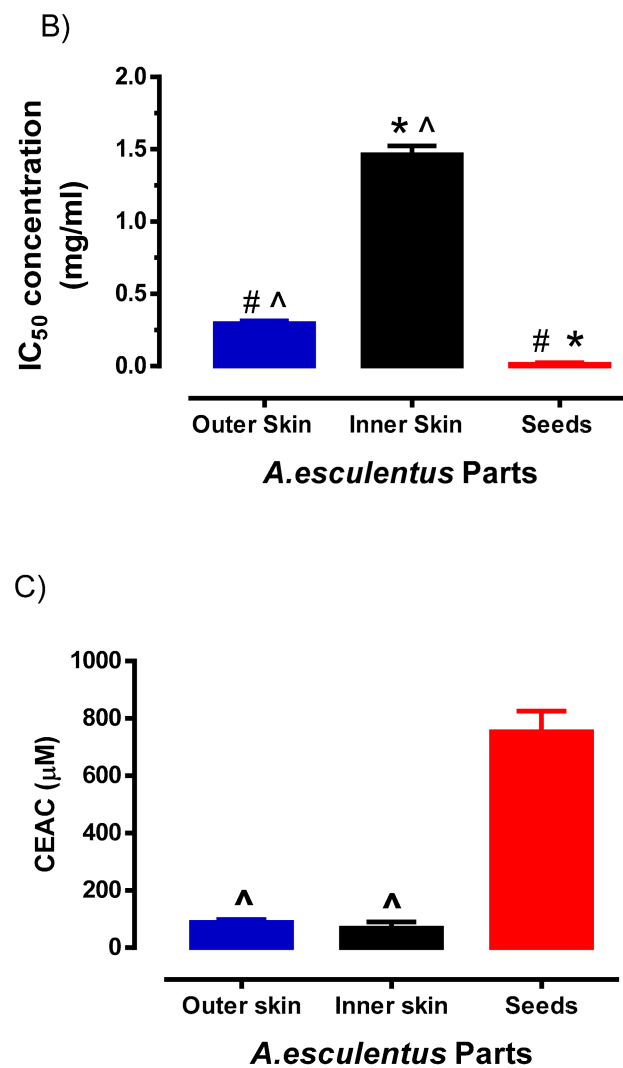 B)
2.0
1.5
1.0
0.5
0.0
IC50 concentration
(mg/ml)
# ^
* ^
# *
Outer Skin Inner Skin Seeds
A.esculentus Parts
C)
1000
800
600
400
200
0
CEAC (μM)
^
^
Outer skin Inner skin Seeds
A.esculentus Parts